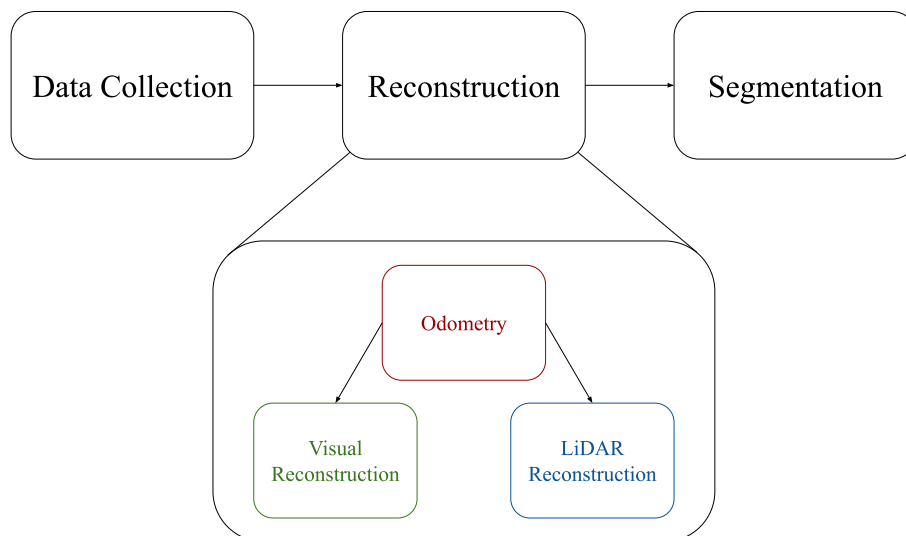 Data Collection
Reconstruction
Segmentation
Odometry
Visual
Reconstruction
LiDAR
Reconstruction